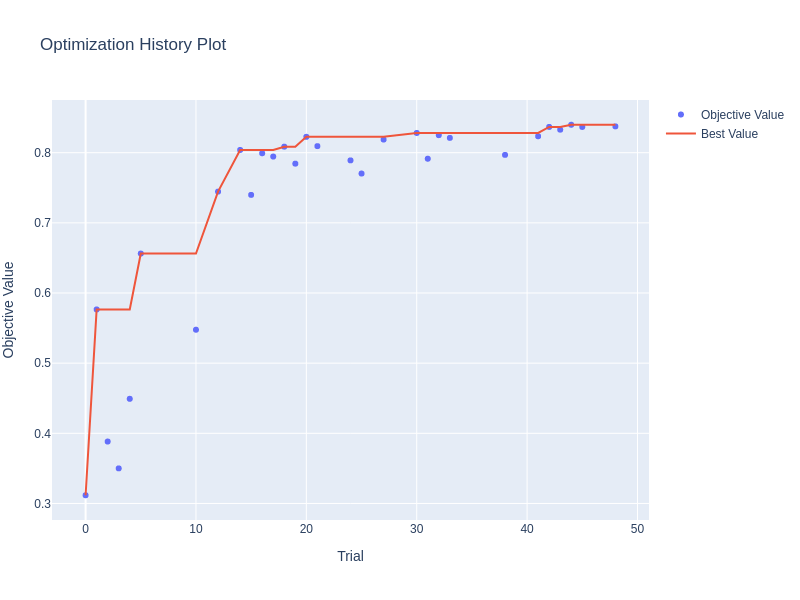 Optimization History Plot
Objective Value
Best Value
0.8
0.7
0.6
0.5
0.4
0.3
Objective Value
0 10 20 30 40 50
Trial